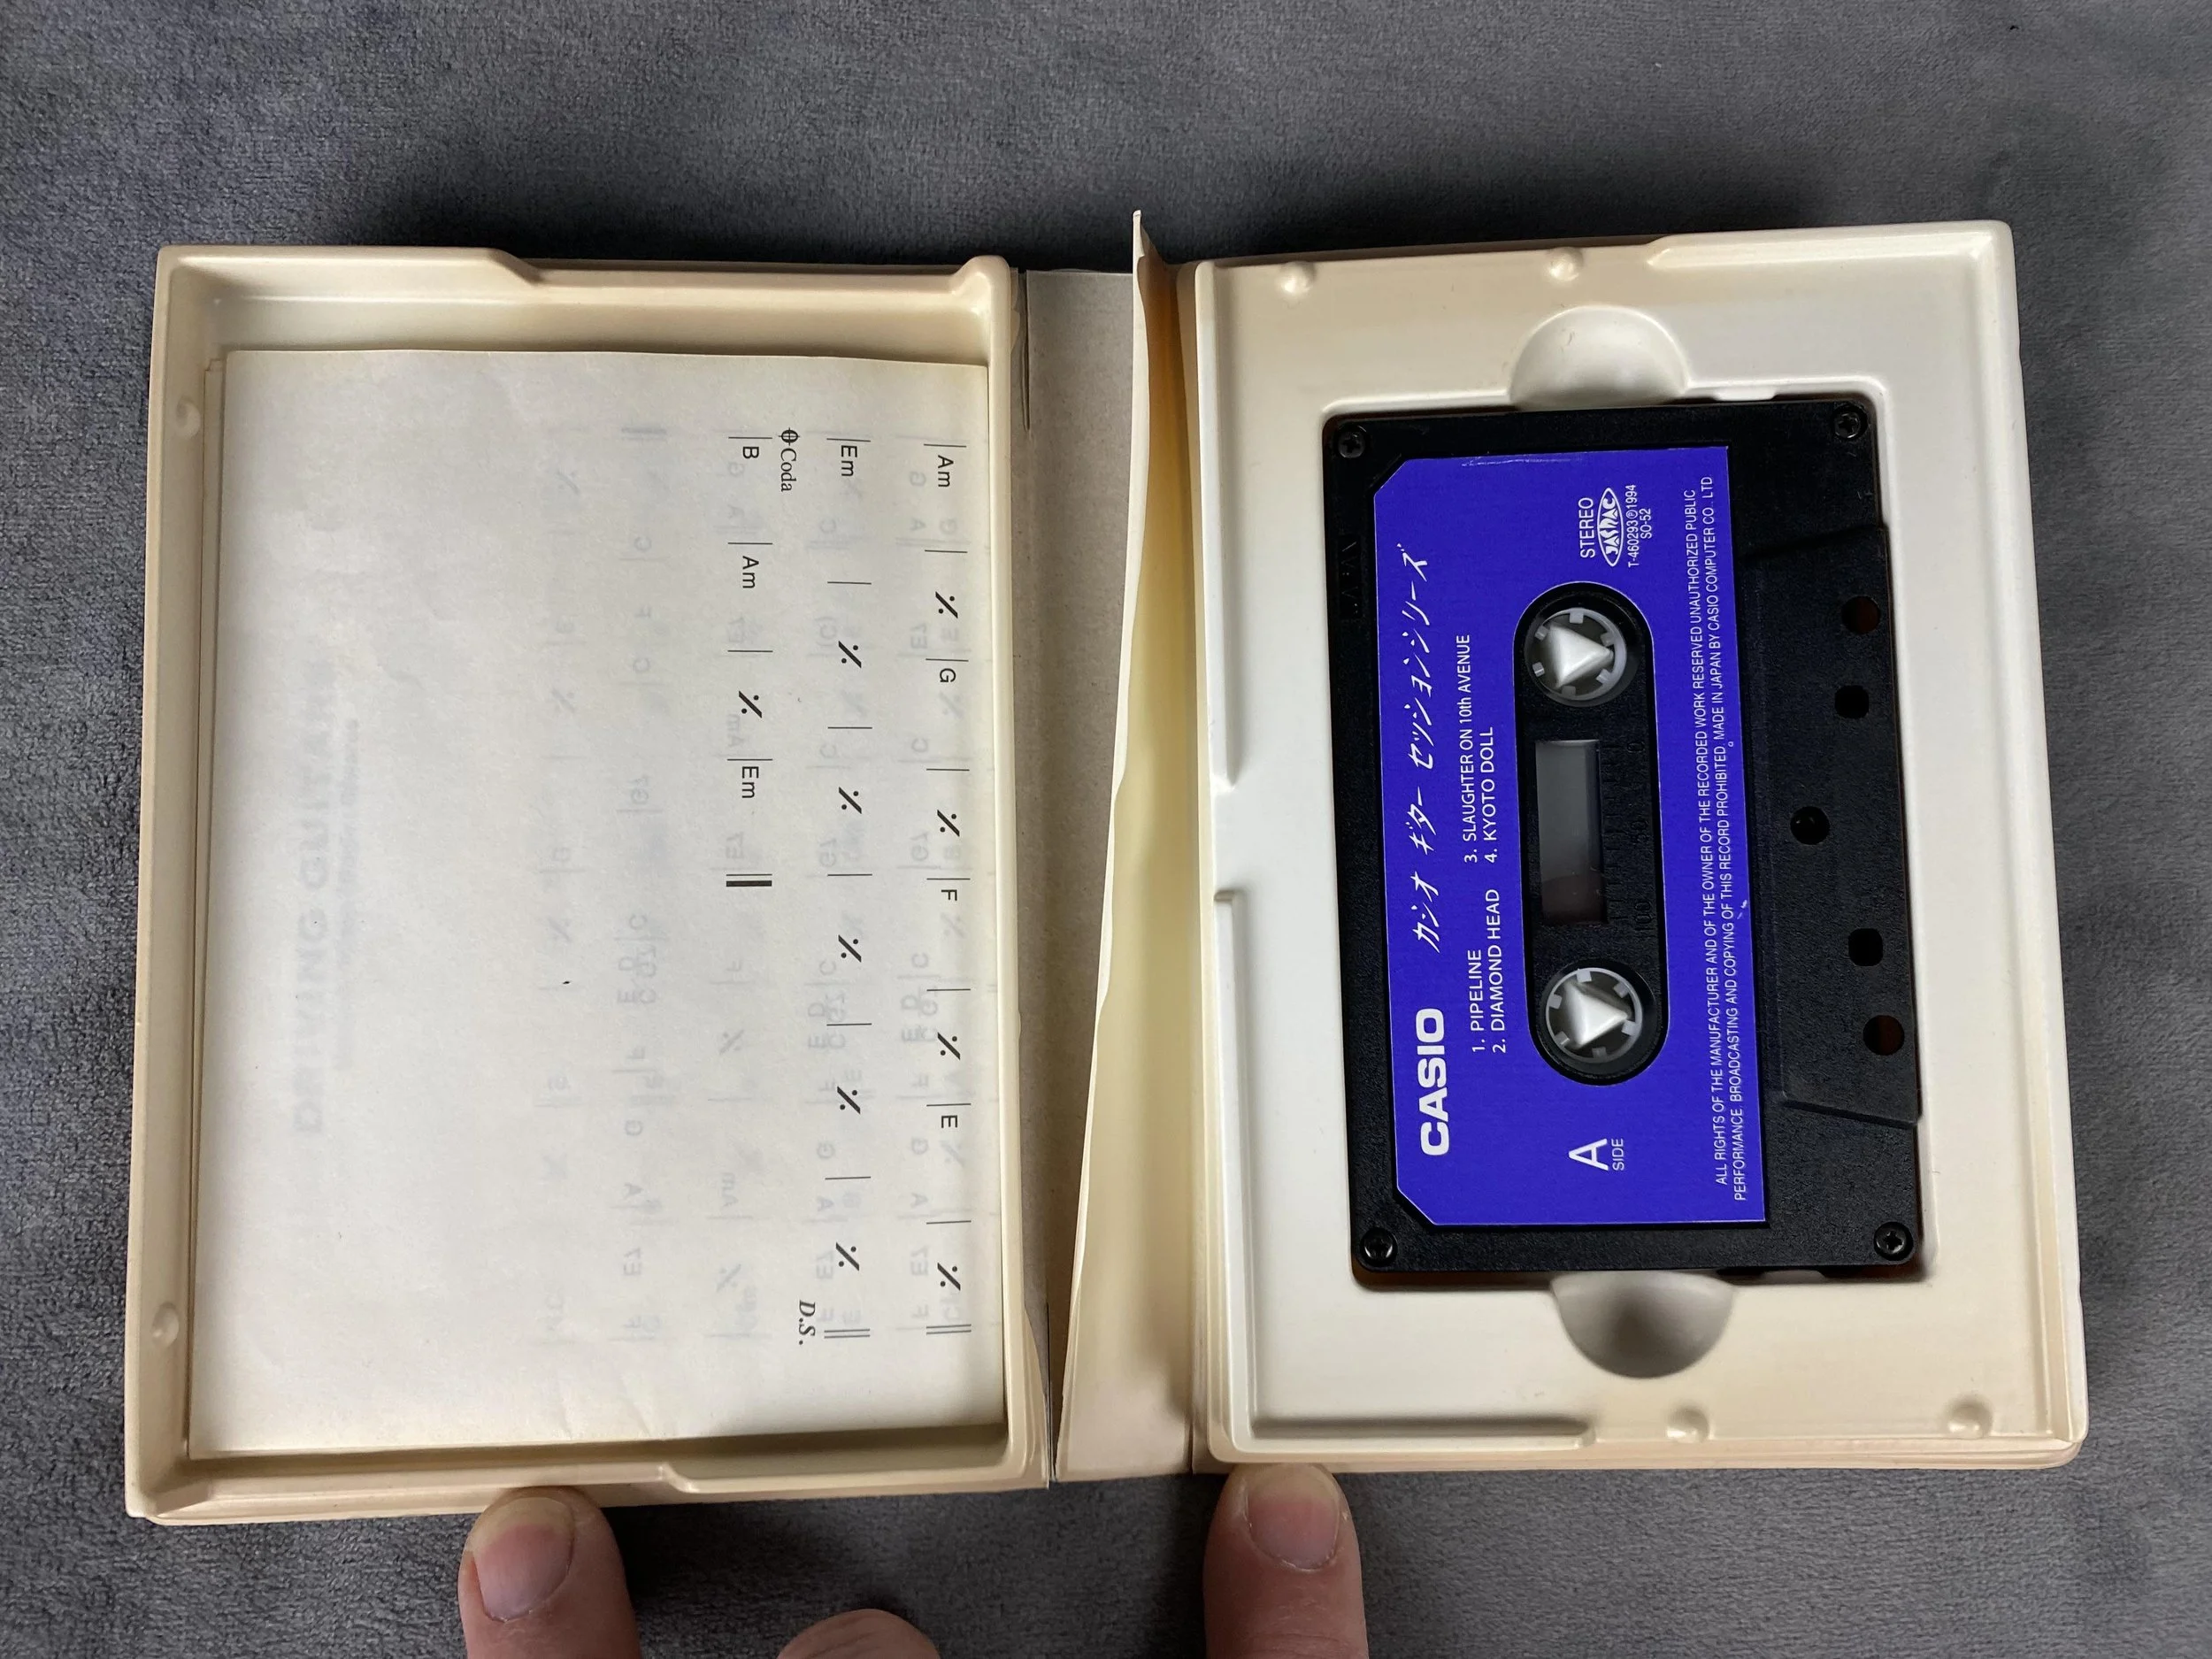 | Am | ٪ | G | ٪ | F | ٪ | E | ٪ ||
| Em | ٪ | ٪ | ٪ | ٪ | ٪ ||
D.S.
Coda
| B | Am | ٪ | Em ||
CASIO カシオ ギター セッションシリーズ
1. PIPELINE
2. DIAMOND HEAD
3. SLAUGHTER ON 10th AVENUE
4. KYOTO DOLL
A
SIDE
STEREO
JASRAC
T-460293Ⓟ1994
SO-52
ALL RIGHTS OF THE MANUFACTURER AND OF THE OWNER OF THE RECORDED WORK RESERVED UNAUTHORIZED PUBLIC
PERFORMANCE BROADCASTING AND COPYING OF THIS RECORD PROHIBITED. MADE IN JAPAN BY CASIO COMPUTER CO. LTD